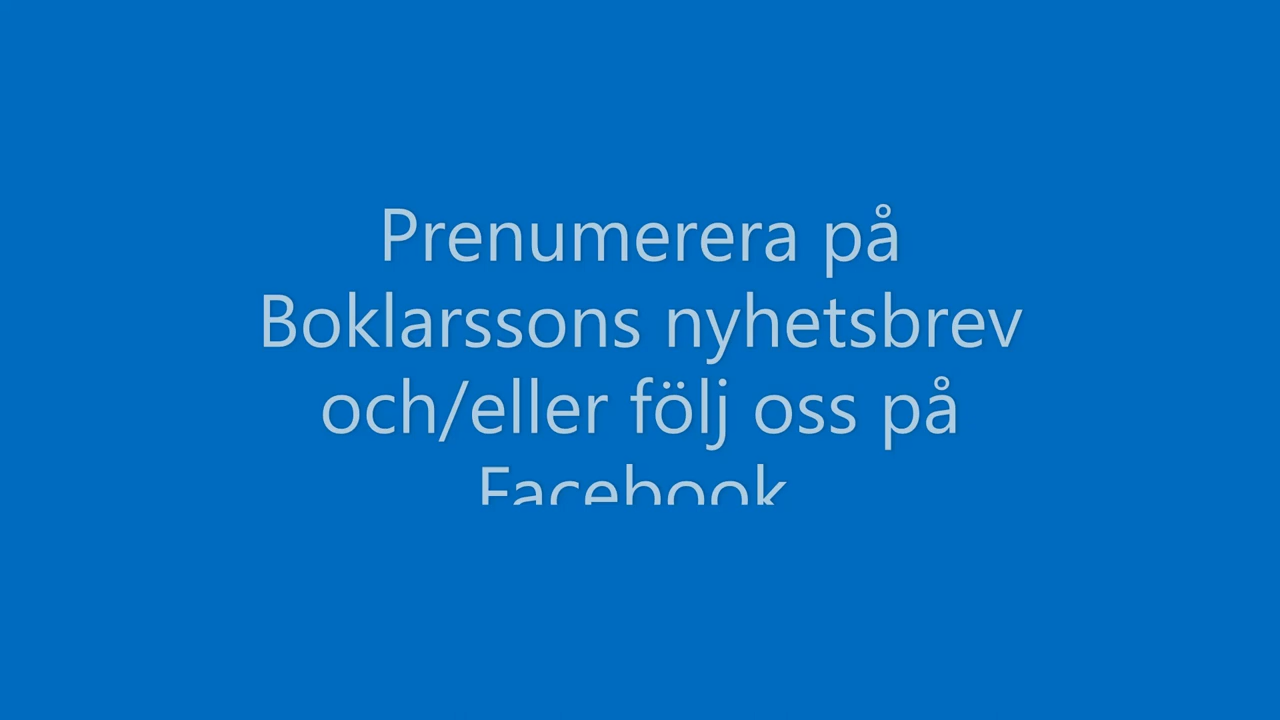 Prenumerera på
Boklarssons nyhetsbrev
och/eller följ oss på
Facebook